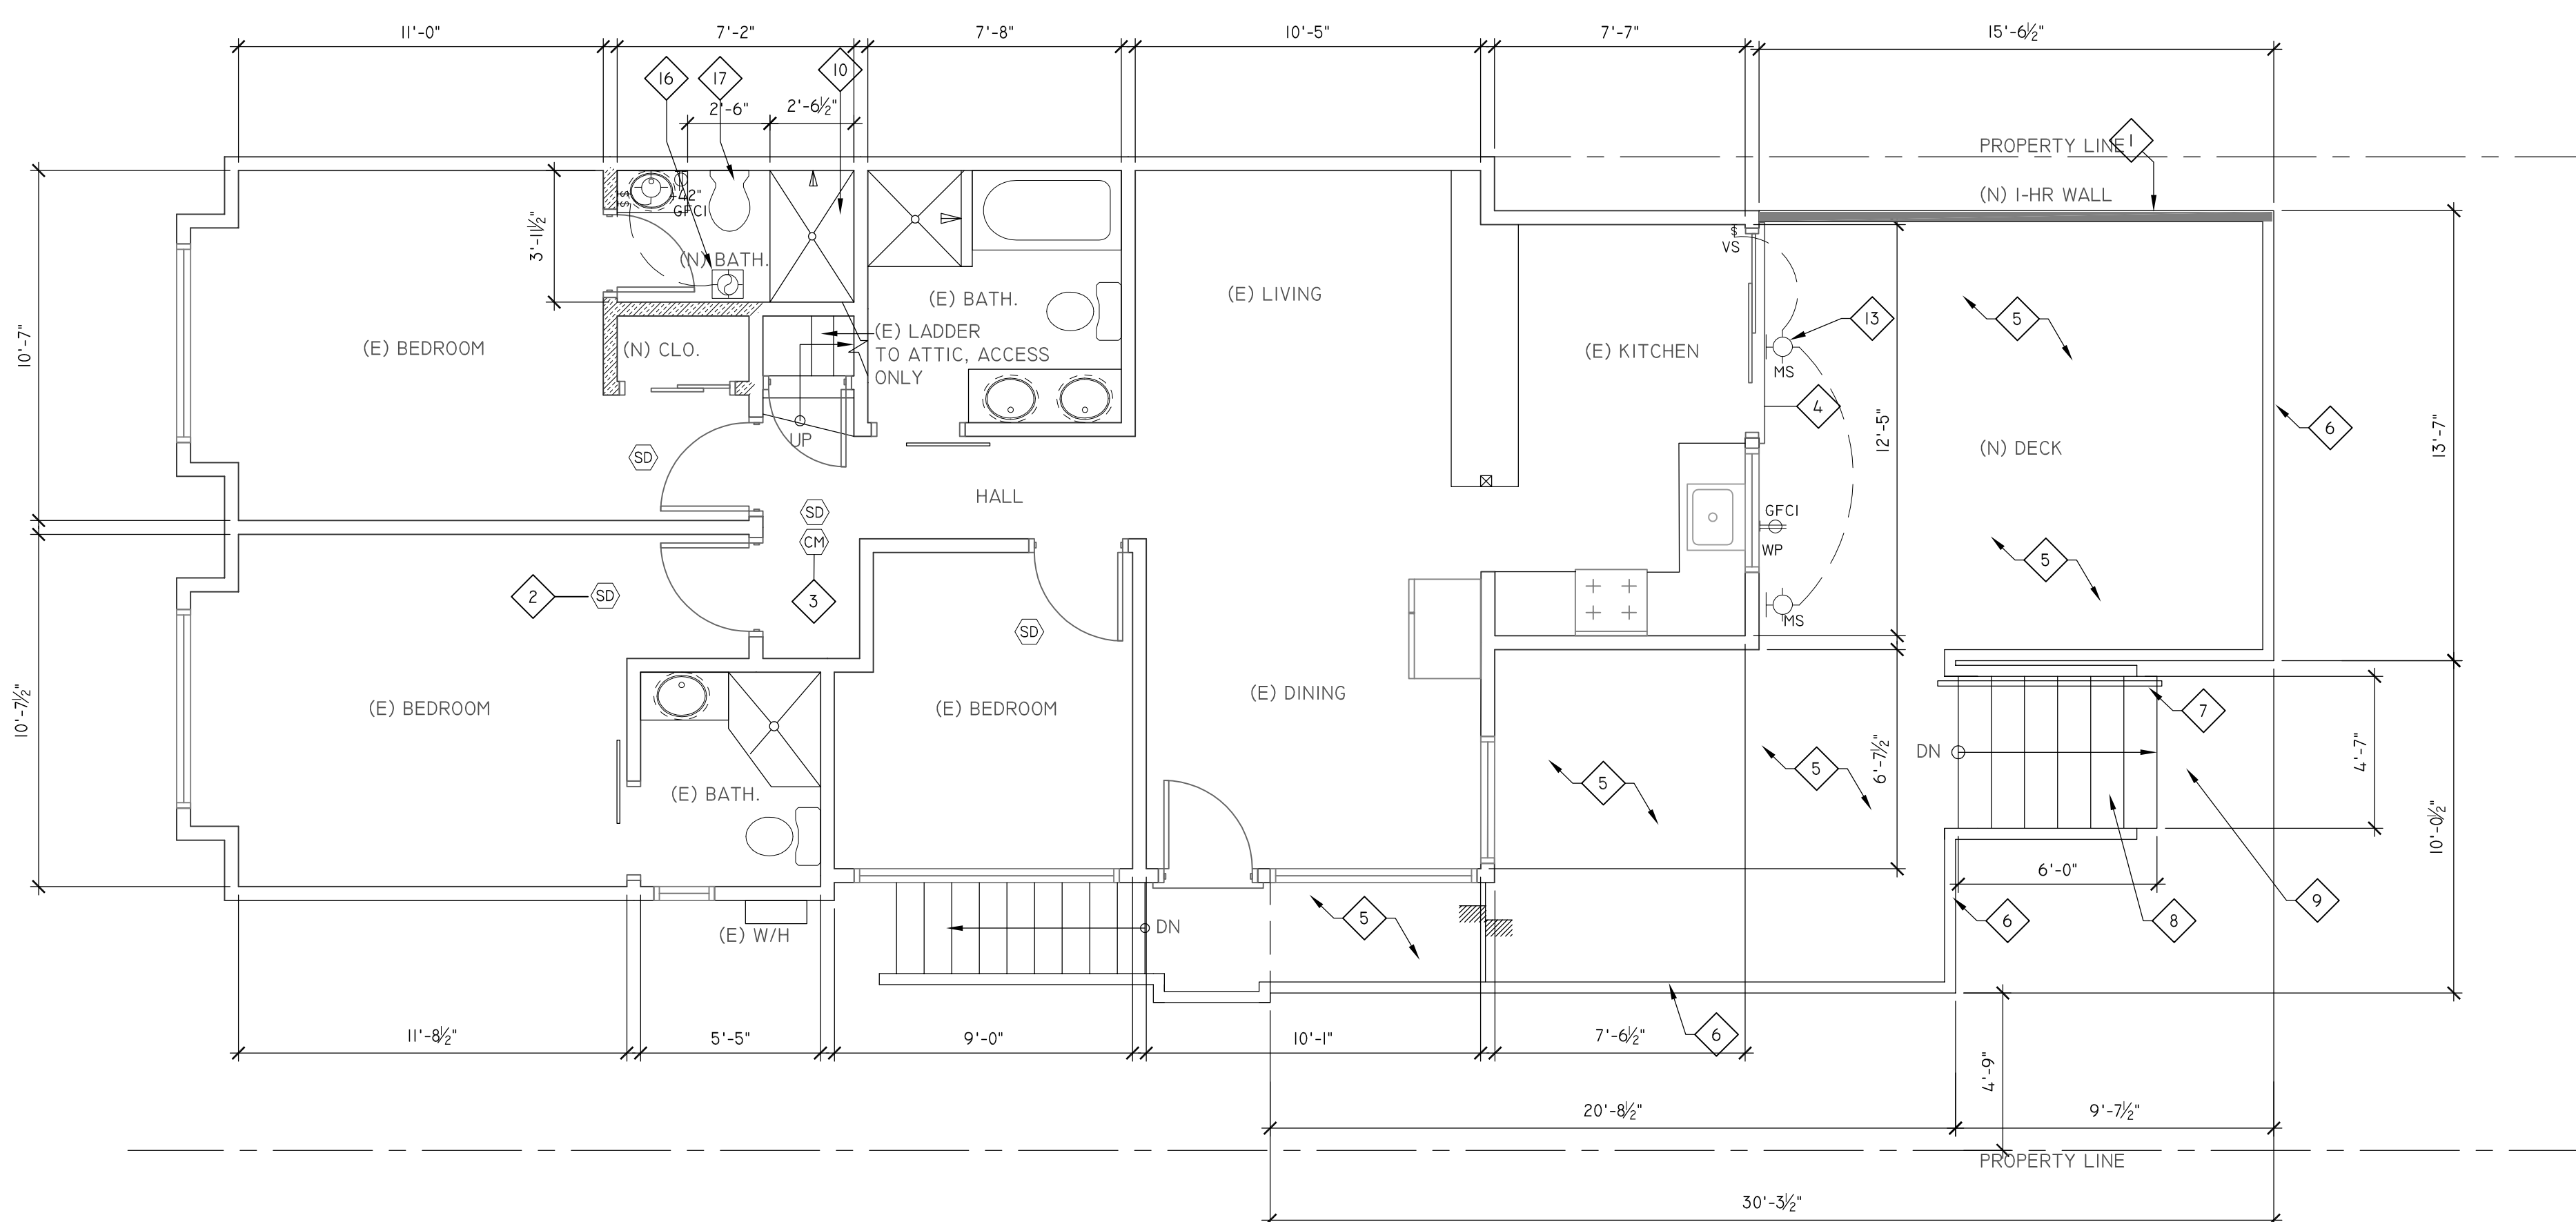 11'-0"
7'-2"
7'-8"
10'-5"
7'-7"
15'-6½"
16
17
10
2'-6"
2'-6½"
1
PROPERTY LINE
(N) 1-HR WALL
42"
GFCI
$
$
$
VS
3'-11½"
(N) BATH.
(E) BATH.
(E) LIVING
13
5
10'-7"
(E) BEDROOM
(N) CLO.
(E) LADDER
TO ATTIC, ACCESS
ONLY
(E) KITCHEN
MS
4
12'-5"
6
13'-7"
UP
SD
(N) DECK
HALL
SD
CM
GFCI
WP
5
2
SD
3
SD
MS
10'-7½"
(E) BEDROOM
(E) BEDROOM
(E) DINING
7
DN
5
5
6'-7½"
4'-7"
(E) BATH.
10'-0½"
6'-0"
9
8
6
5
DN
(E) W/H
11'-8½"
5'-5"
9'-0"
10'-1"
7'-6½"
6
4'-9"
20'-8½"
9'-7½"
PROPERTY LINE
30'-3½"